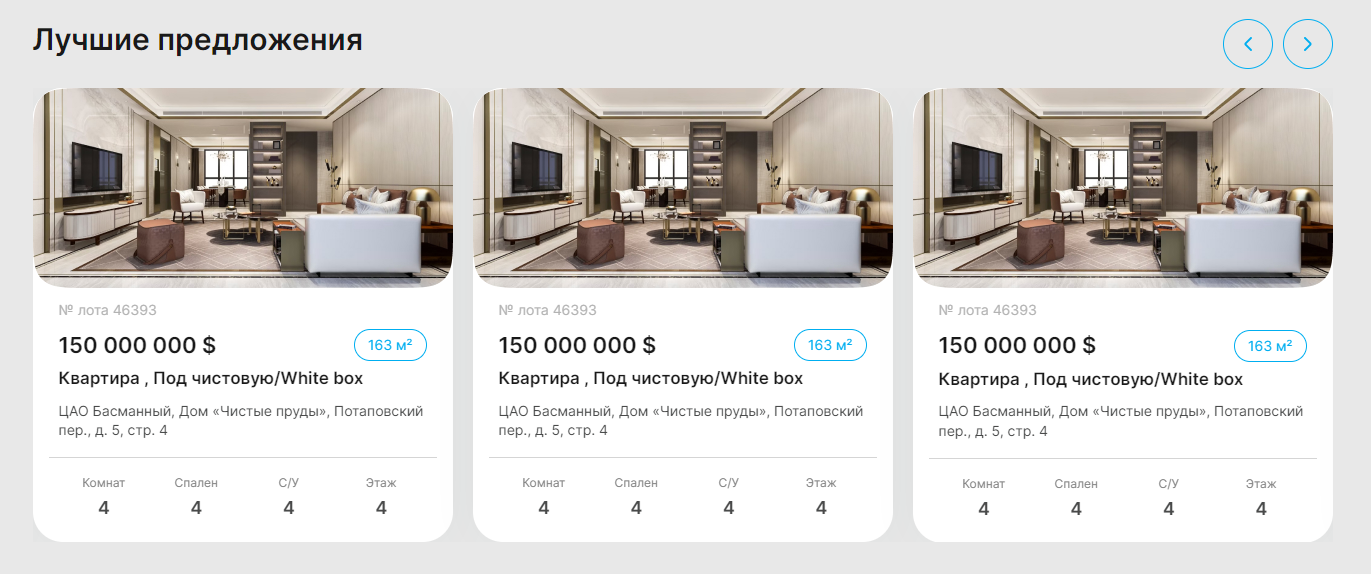 Лучшие предложения
№ лота 46393
150 000 000 $
163 м²
Квартира , Под чистовую/White box
ЦАО Басманный, Дом «Чистые пруды», Потаповский
пер., д. 5, стр. 4
Комнат Спален С/У Этаж
4 4 4 4
№ лота 46393
150 000 000 $
163 м²
Квартира , Под чистовую/White box
ЦАО Басманный, Дом «Чистые пруды», Потаповский
пер., д. 5, стр. 4
Комнат Спален С/У Этаж
4 4 4 4
№ лота 46393
150 000 000 $
163 м²
Квартира , Под чистовую/White box
ЦАО Басманный, Дом «Чистые пруды», Потаповский
пер., д. 5, стр. 4
Комнат Спален С/У Этаж
4 4 4 4